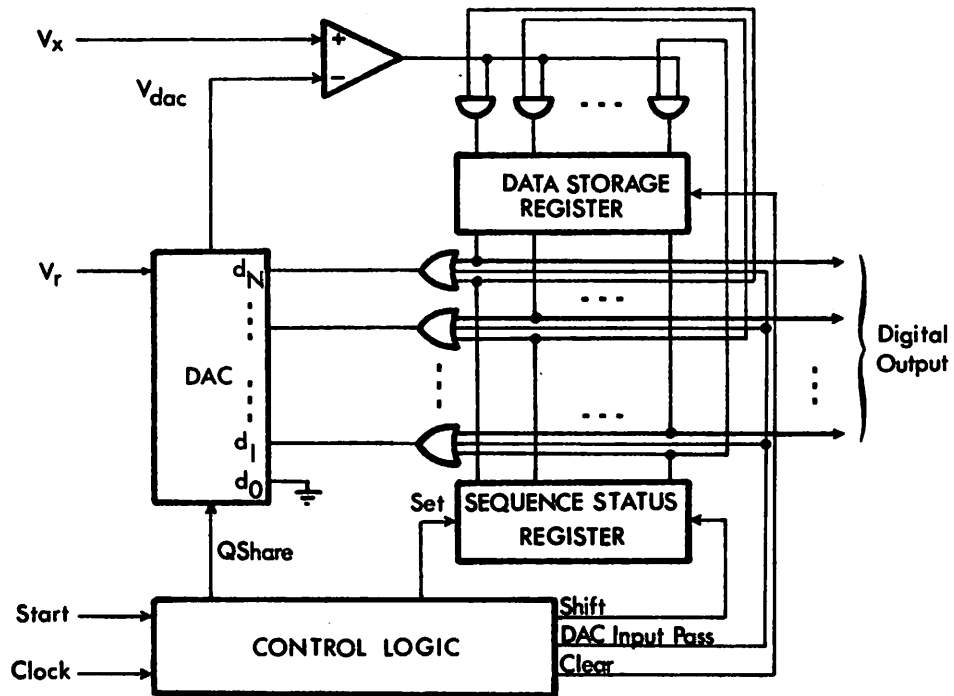 Vx
Vdac
+
−
DATA STORAGE
REGISTER
Vr
dN
DAC
d1
d0
Digital
Output
Set
SEQUENCE STATUS
REGISTER
QShare
Start
Clock
CONTROL LOGIC
Shift
DAC Input Pass
Clear